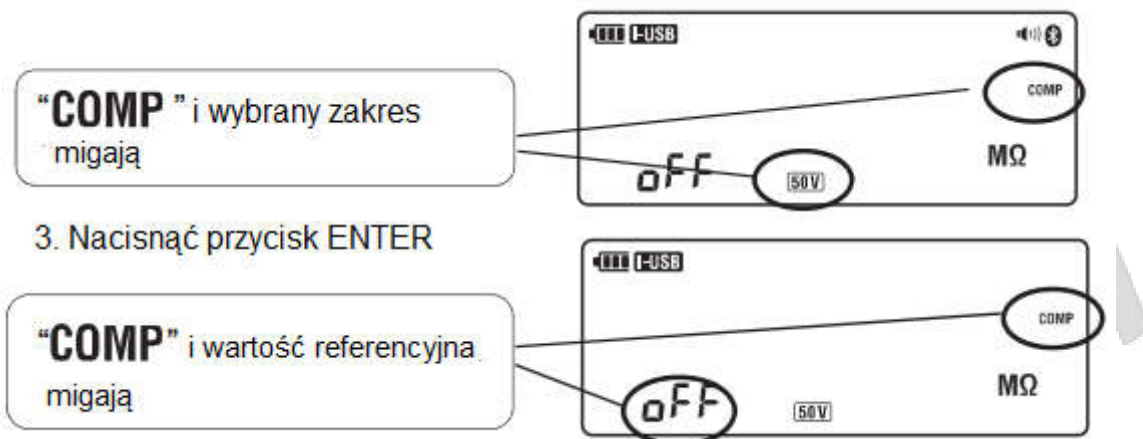 I-USB
COMP
"COMP " i wybrany zakres
migają
MΩ
oFF 50V
3. Nacisnąć przycisk ENTER
I-USB
"COMP" i wartość referencyjna
COMP
migają
MΩ
oFF 50V